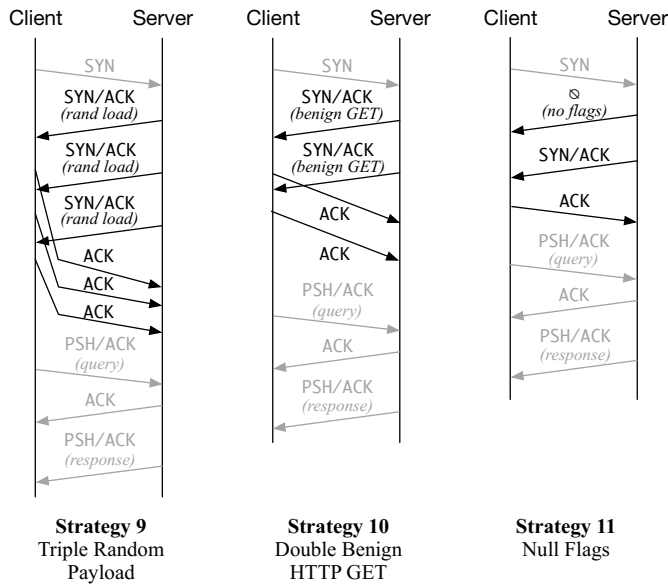 Client
Server
SYN
SYN/ACK
(rand load)
SYN/ACK
(rand load)
SYN/ACK
(rand load)
ACK
ACK
ACK
PSH/ACK
(query)
ACK
PSH/ACK
(response)
Strategy 9
Triple Random
Payload
Client
Server
SYN
SYN/ACK
(benign GET)
SYN/ACK
(benign GET)
ACK
ACK
PSH/ACK
(query)
ACK
PSH/ACK
(response)
Strategy 10
Double Benign
HTTP GET
Client
Server
SYN
∅
(no flags)
SYN/ACK
ACK
PSH/ACK
(query)
ACK
PSH/ACK
(response)
Strategy 11
Null Flags